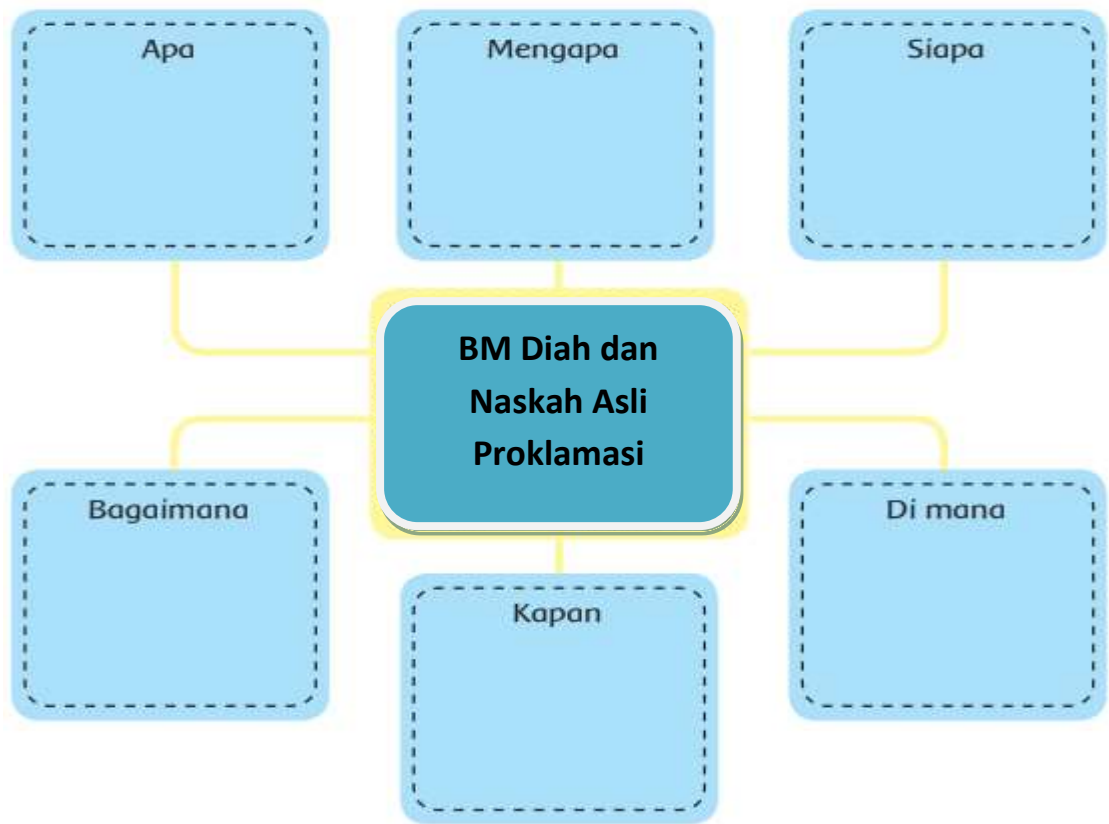 Apa
Mengapa
Siapa
BM Diah dan
Naskah Asli
Proklamasi
Bagaimana
Kapan
Di mana